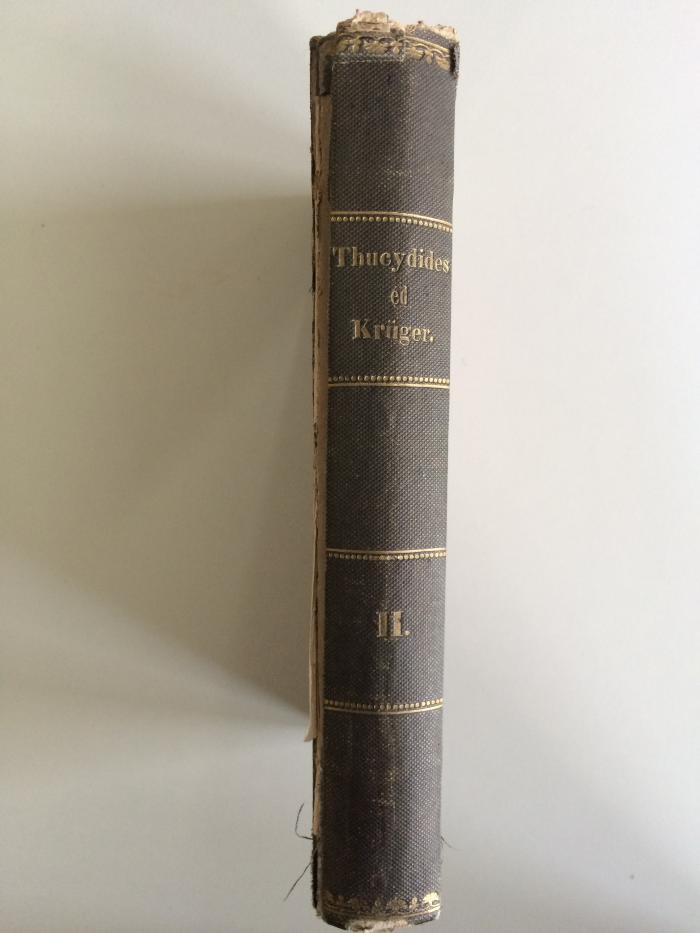 Thucydides
ed
Krüger.
II.